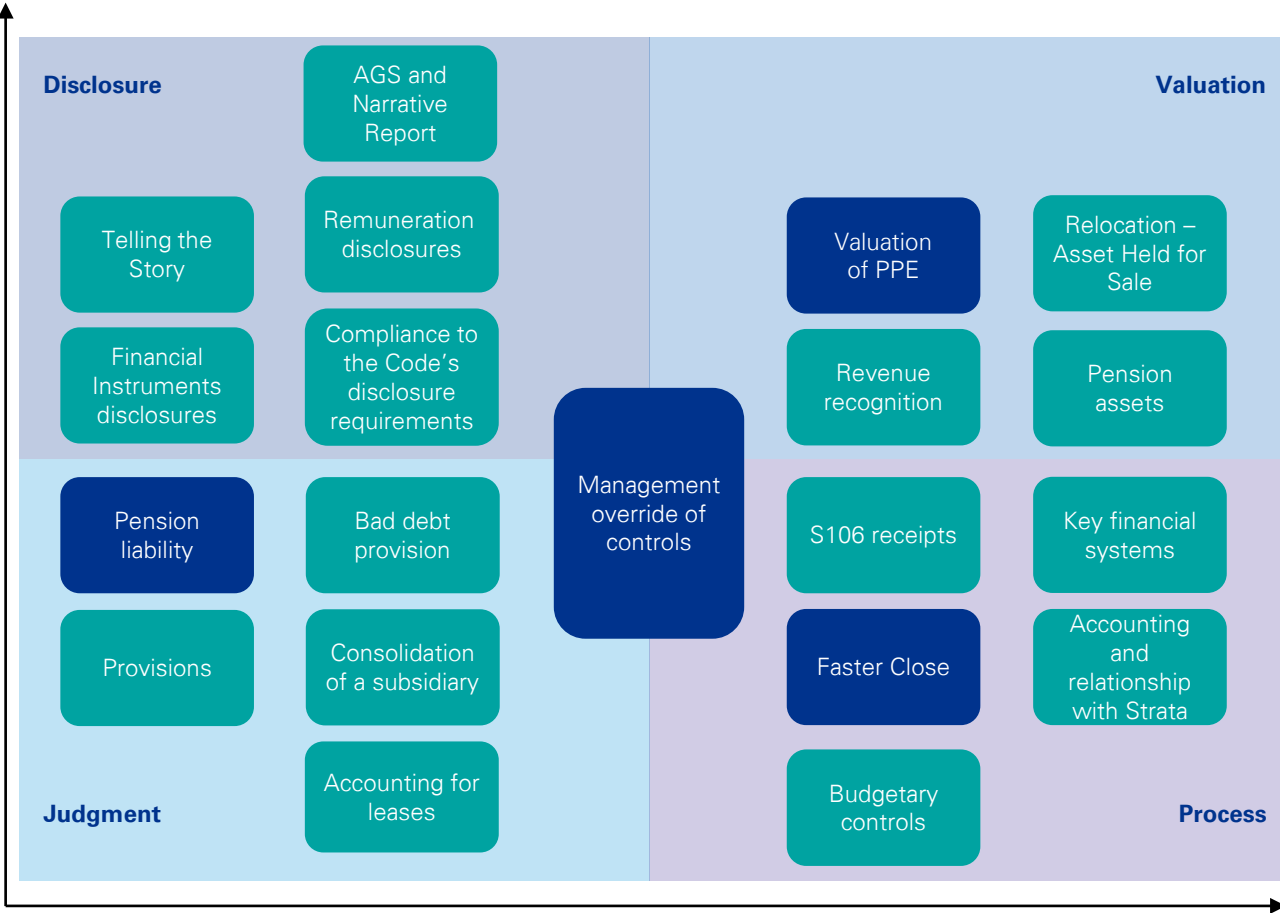 Disclosure
AGS and
Narrative
Report
Telling the
Story
Remuneration
disclosures
Financial
Instruments
disclosures
Compliance to
the Code’s
disclosure
requirements
Valuation
Valuation
of PPE
Relocation –
Asset Held for
Sale
Revenue
recognition
Pension
assets
Management
override of
controls
Pension
liability
Bad debt
provision
Provisions
Consolidation
of a subsidiary
Accounting for
leases
Judgment
S106 receipts
Key financial
systems
Faster Close
Accounting
and
relationship
with Strata
Budgetary
controls
Process